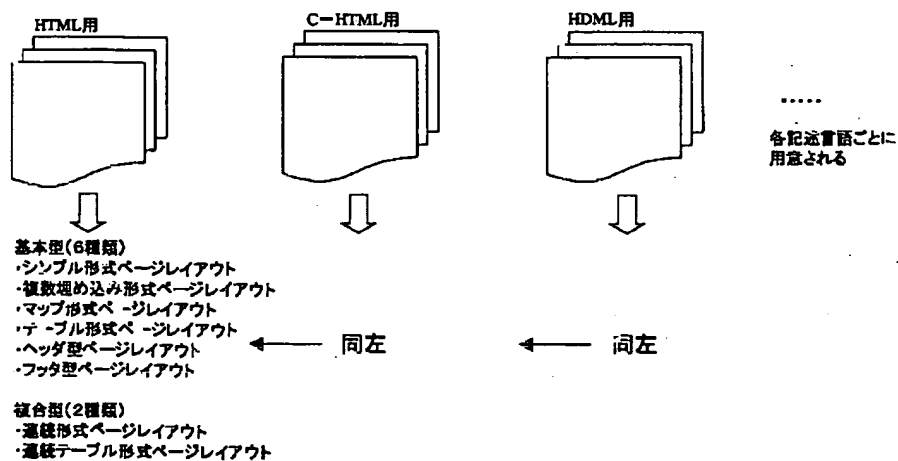 HTML用
C-HTML用
HDML用
.....
各記述言語ごとに
用意される
基本型(6種類)
・シンプル形式ページレイアウト
・複数埋め込み形式ページレイアウト
・マップ形式ページレイアウト
・テーブル形式ページレイアウト
・ヘッダ型ページレイアウト
・フッタ型ページレイアウト
同左
同左
複合型(2種類)
・連続形式ページレイアウト
・連続テーブル形式ページレイアウト